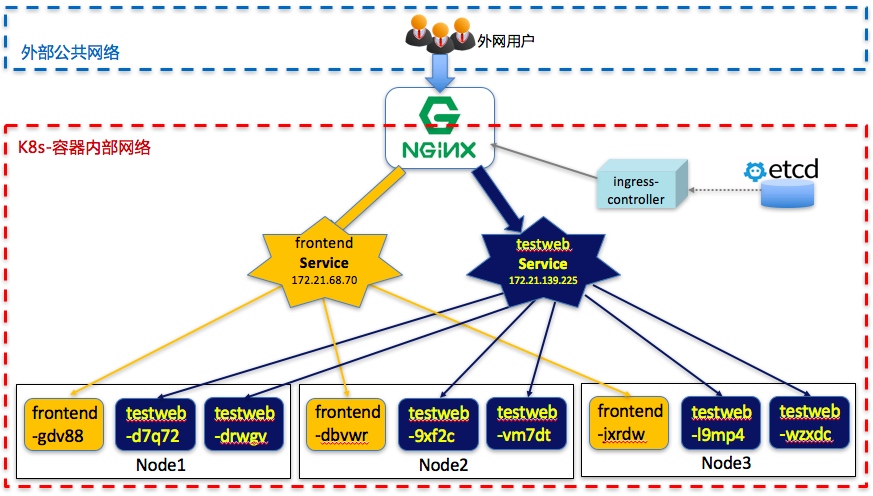 外网用户
外部公共网络
NGINX
K8s-容器内部网络
ingress-
controller
etcd
frontend
Service
172.21.68.70
testweb
Service
172.21.139.225
frontend
-gdv88
testweb
-d7q72
testweb
-drwgv
Node1
frontend
-dbvwr
testweb
-9xf2c
testweb
-vm7dt
Node2
frontend
-jxrdw
testweb
-l9mp4
testweb
-wzxdc
Node3